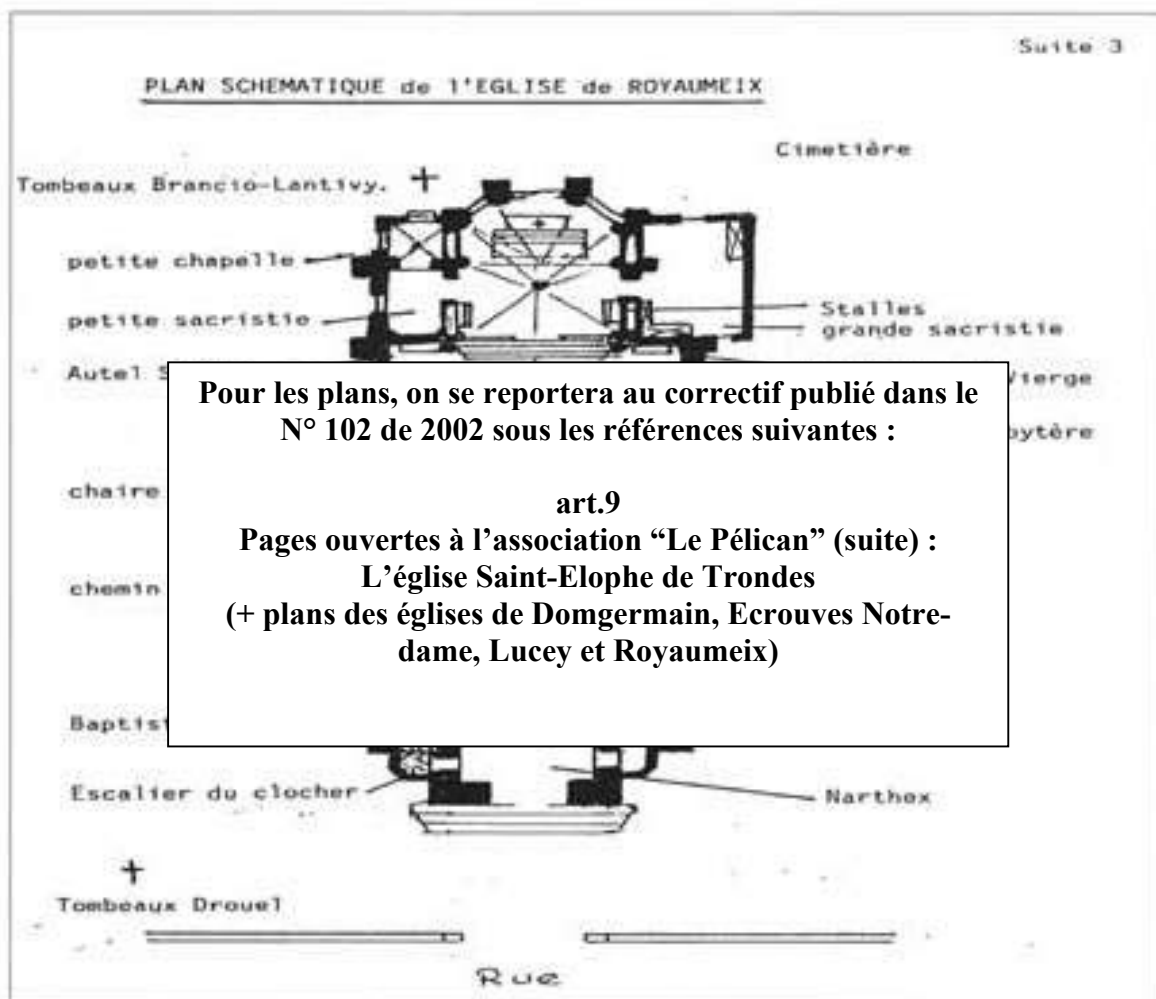 Suite 3
PLAN SCHEMATIQUE de l'EGLISE de ROYAUMEIX
Cimetière
Tombeaux Brancio-Lantivy.
petite chapelle
petite sacristie
Stalles
grande sacristie
Autel S
Vierge
bytère
chaire
chemin
Pour les plans, on se reportera au correctif publié dans le
N° 102 de 2002 sous les références suivantes :
art.9
Pages ouvertes à l’association “Le Pélican” (suite) :
L’église Saint-Elophe de Trondes
(+ plans des églises de Domgermain, Ecrouves Notre-
dame, Lucey et Royaumeix)
Baptis
Escalier du clocher
Narthex
Tombeaux Drouel
Rue